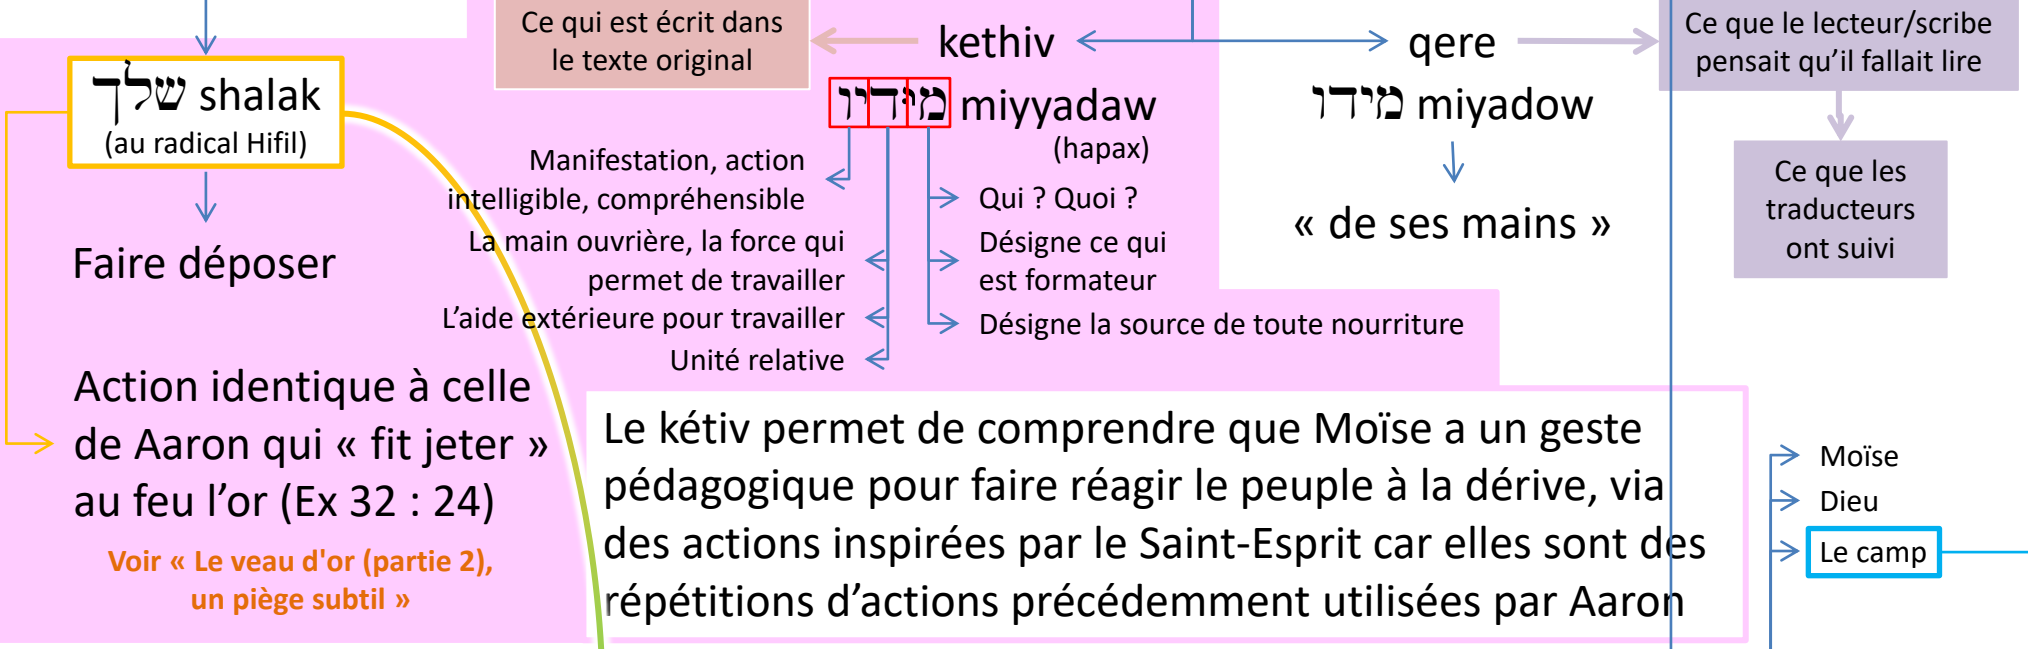 Ce qui est écrit dans
le texte original
kethiv
qere
Ce que le lecteur/scribe
pensait qu’il fallait lire
שלך shalak
(au radical Hifil)
מידיו miyyadaw
(hapax)
מידו miyadow
Manifestation, action
intelligible, compréhensible
La main ouvrière, la force qui
permet de travailler
L’aide extérieure pour travailler
Unité relative
Qui ? Quoi ?
Désigne ce qui
est formateur
Désigne la source de toute nourriture
« de ses mains »
Ce que les
traducteurs
ont suivi
Faire déposer
Action identique à celle
de Aaron qui « fit jeter »
au feu l’or (Ex 32 : 24)
Voir « Le veau d'or (partie 2),
un piège subtil »
Le kétiv permet de comprendre que Moïse a un geste
pédagogique pour faire réagir le peuple à la dérive, via
des actions inspirées par le Saint-Esprit car elles sont des
répétitions d’actions précédemment utilisées par Aaron
Moïse
Dieu
Le camp